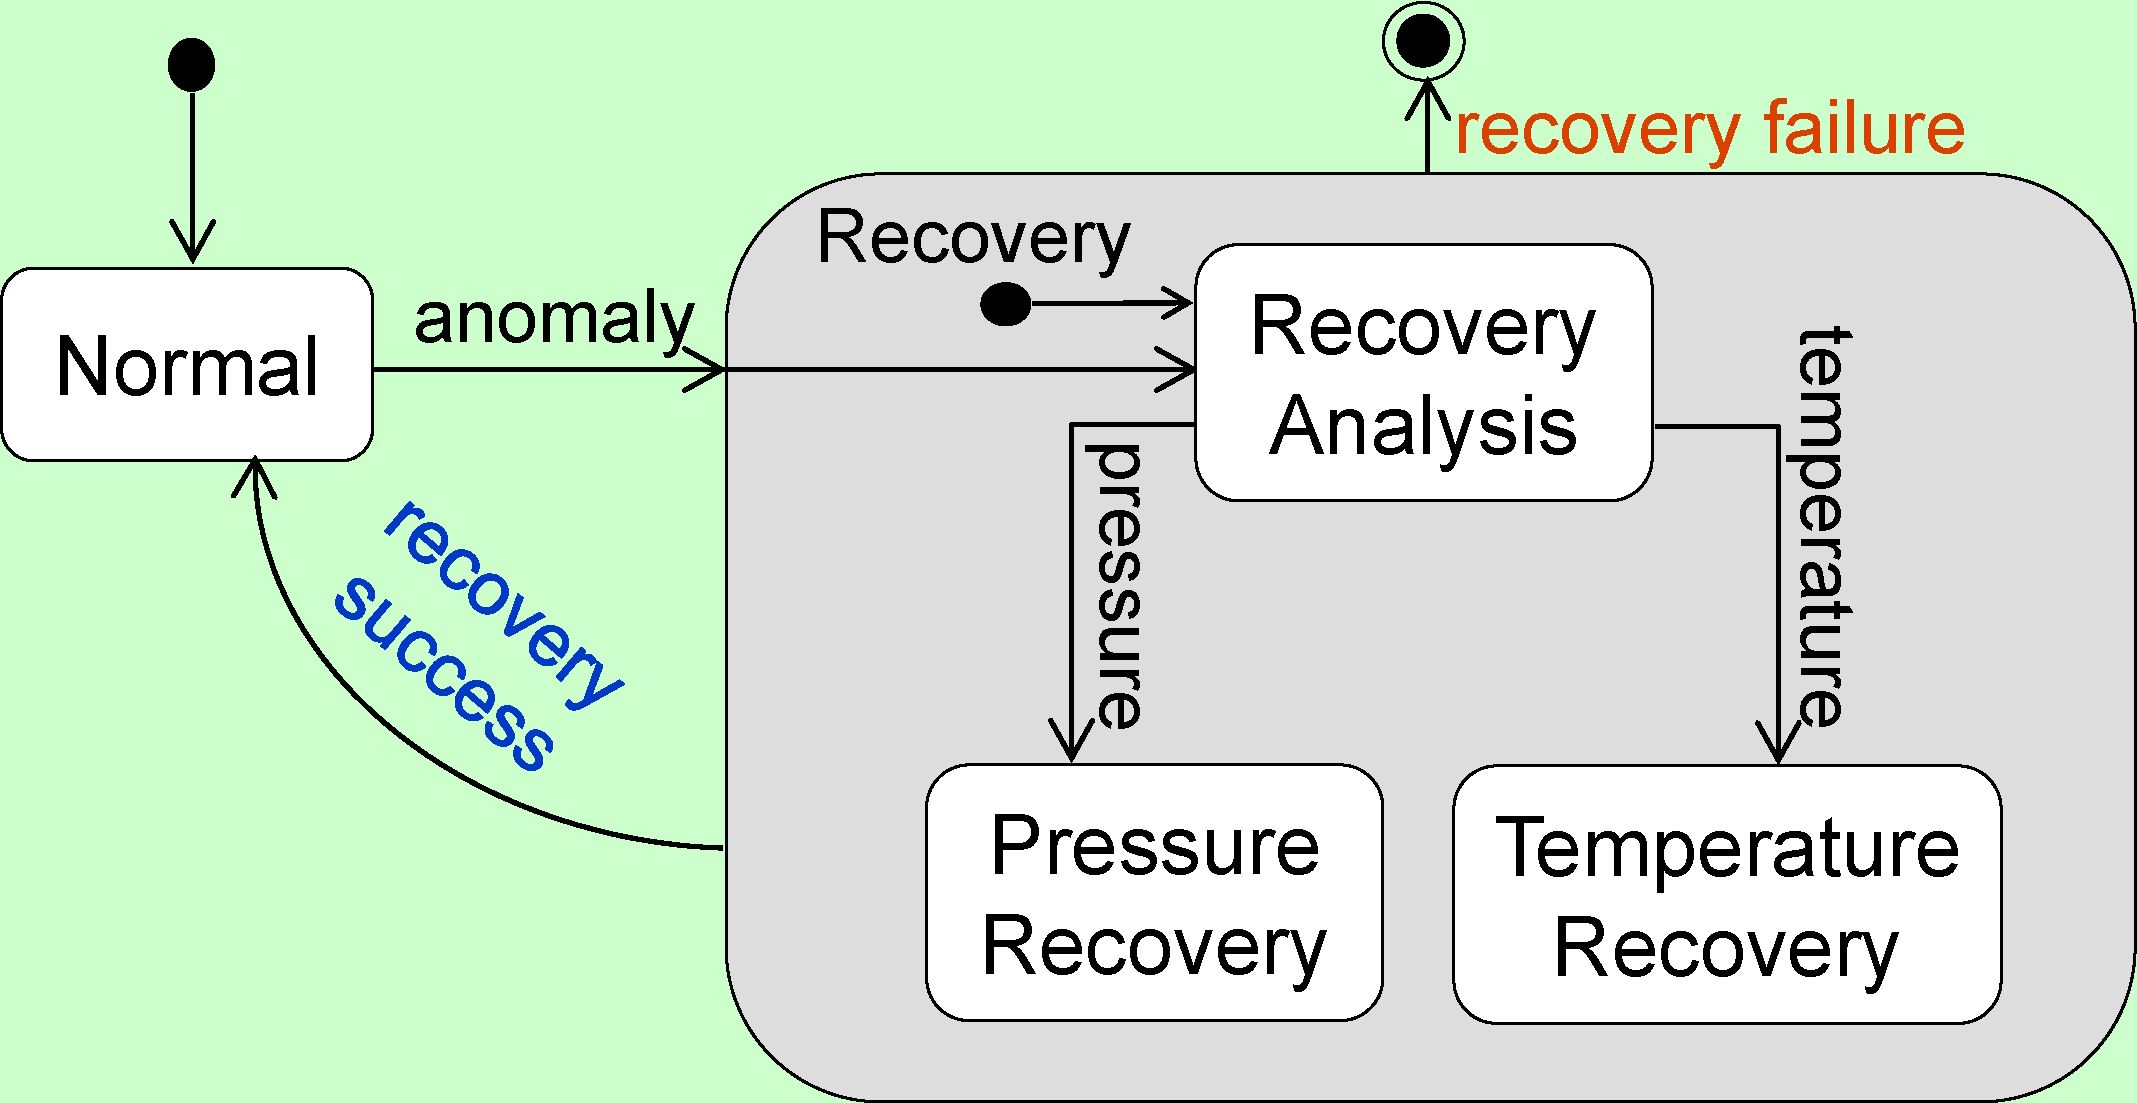 recovery failure
Recovery
anomaly
Normal
Recovery
Analysis
temperature
pressure
recovery
success
Pressure
Recovery
Temperature
Recovery